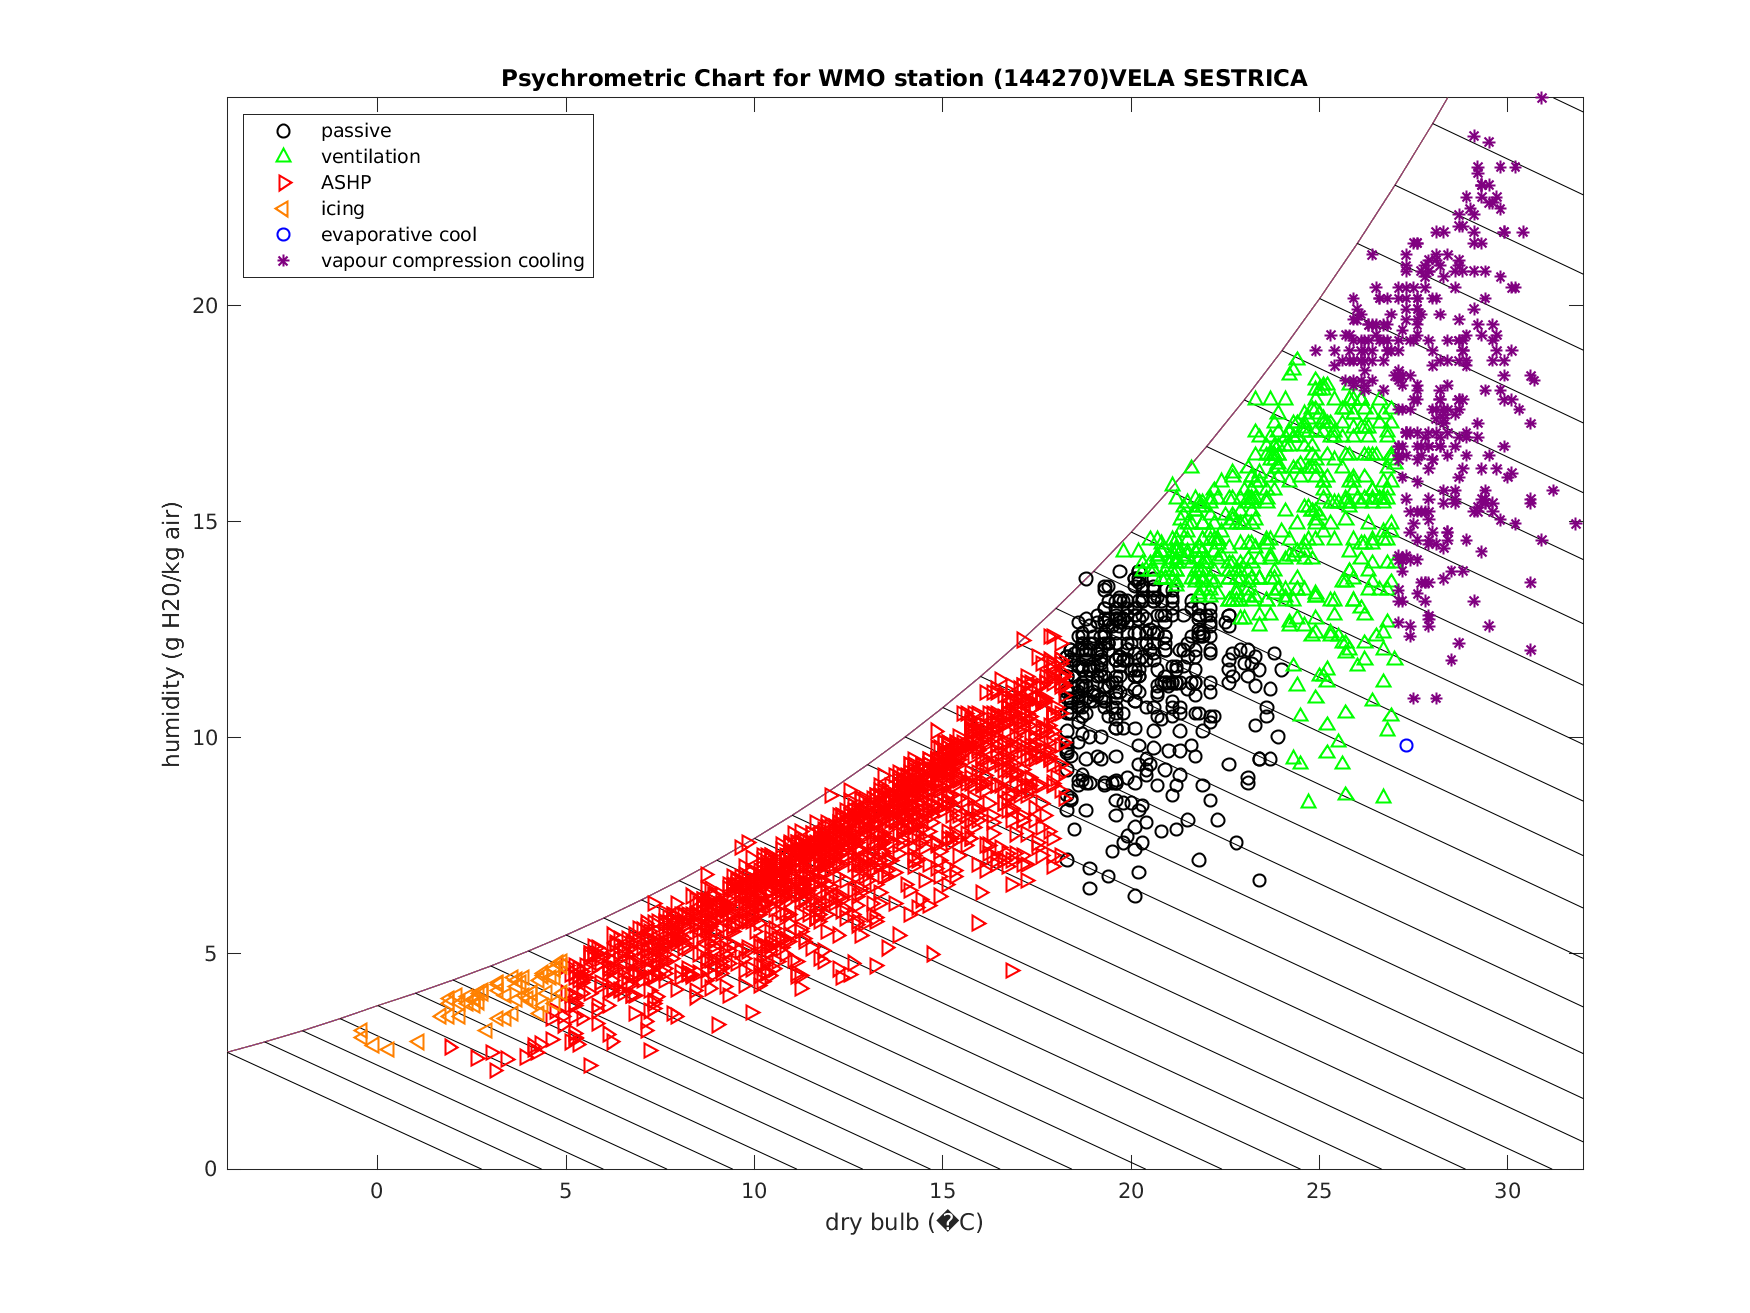 Psychrometric Chart for WMO station (144270)VELA SESTRICA
passive
ventilation
ASHP
icing
evaporative cool
vapour compression cooling
humidity (g H20/kg air)
20
15
10
5
0
0 5 10 15 20 25 30
dry bulb (�C)